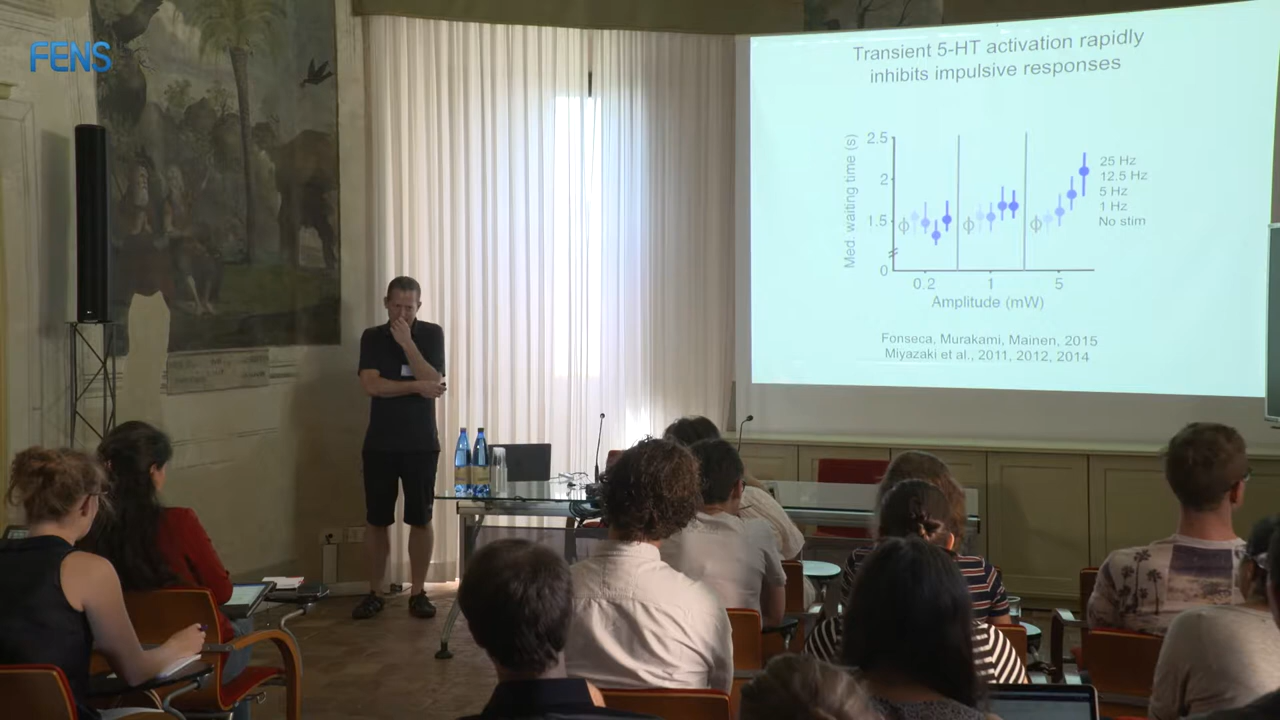 FENS
Transient 5-HT activation rapidly
inhibits impulsive responses
Med. waiting time (s)
2.5
2
1.5
0
ϕ
ϕ
ϕ
25 Hz
12.5 Hz
5 Hz
1 Hz
No stim
0.2 1 5
Amplitude (mW)
Fonseca, Murakami, Mainen, 2015
Miyazaki et al., 2011, 2012, 2014